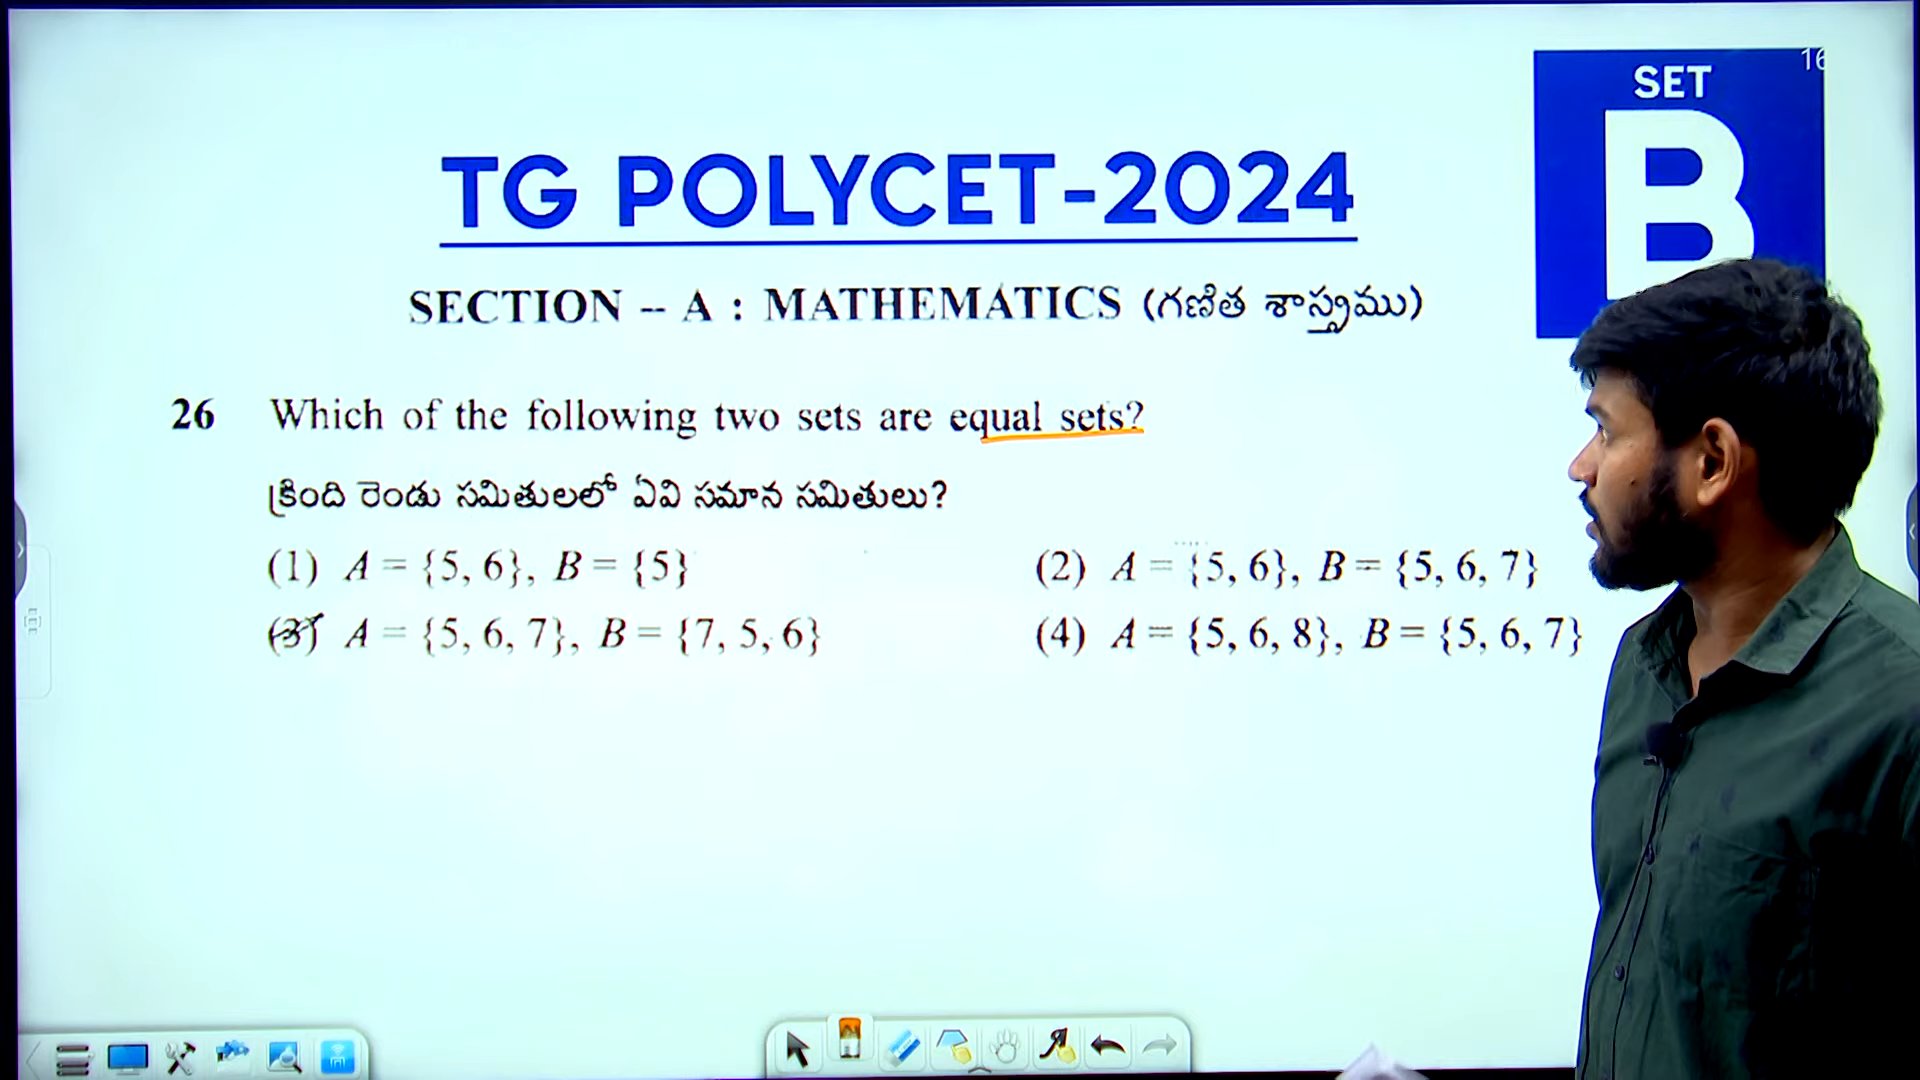 16
SET
B
TG POLYCET-2024
SECTION – A : MATHEMATICS (గణిత శాస్త్రము)
26 Which of the following two sets are equal sets?
క్రింది రెండు సమితులలో ఏవి సమాన సమితులు?
(1) A = {5, 6}, B = {5} (2) A = {5, 6}, B = {5, 6, 7}
(3) A = {5, 6, 7}, B = {7, 5, 6} (4) A = {5, 6, 8}, B = {5, 6, 7}